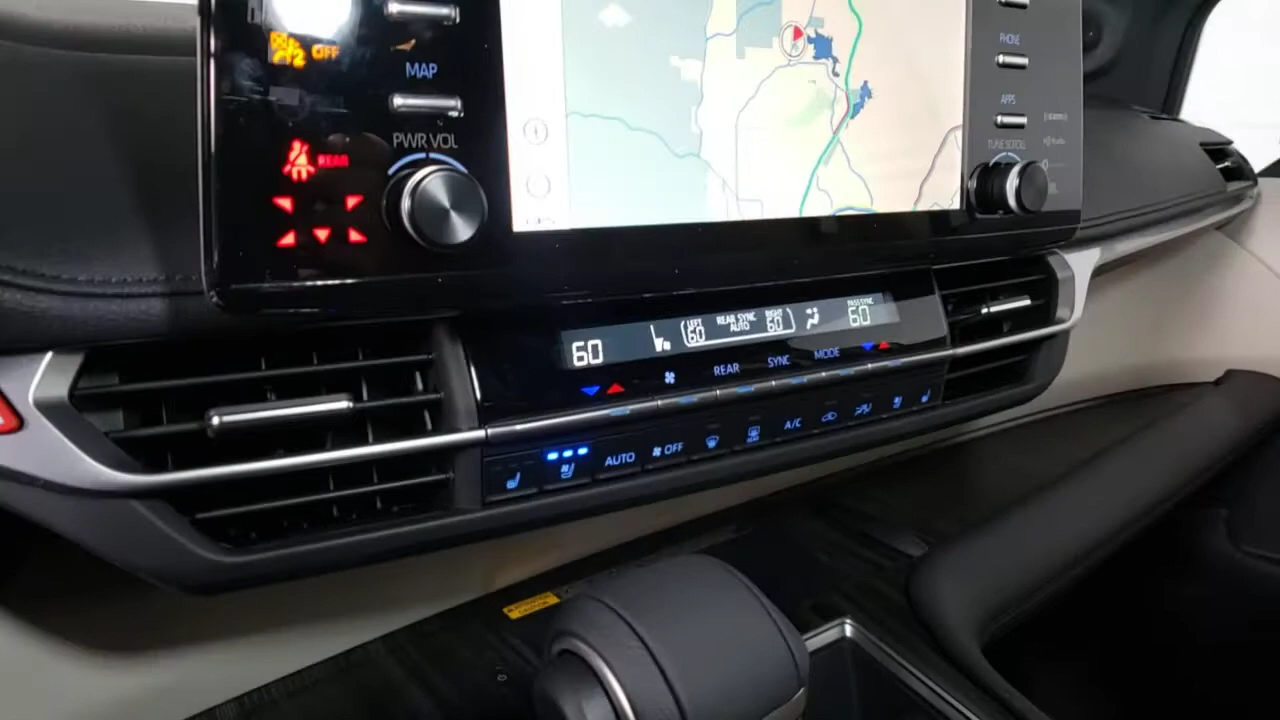 OFF
MAP
PWR VOL
REAR
PHONE
APPS
TUNE SCROLL
60
LEFT
60
REAR SYNC
AUTO
RIGHT
60
PASS SYNC
60
REAR
SYNC
MODE
AUTO
OFF
REAR
A/C